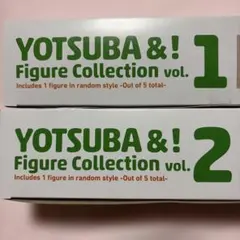 YOTSUBA &!
Figure Collection vol. 1
Includes 1 figure in random style -Out of 5 total-
YOTSUBA &!
Figure Collection vol. 2
Includes 1 figure in random style -Out of 5 total-